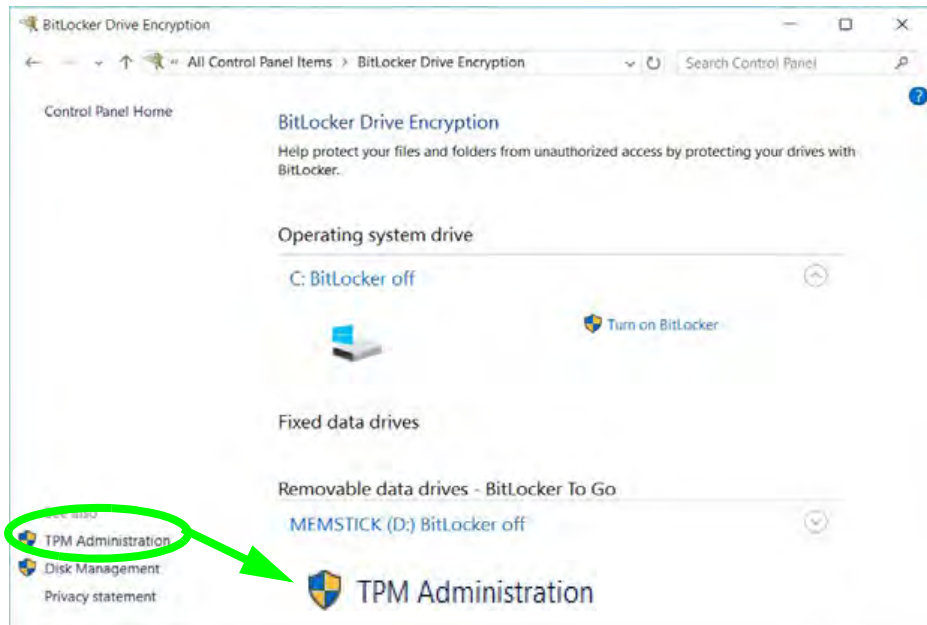 BitLocker Drive Encryption
« All Control Panel Items > BitLocker Drive Encryption
Search Control Panel
Control Panel Home
BitLocker Drive Encryption
Help protect your files and folders from unauthorized access by protecting your drives with
BitLocker.
Operating system drive
C: BitLocker off
Turn on BitLocker
Fixed data drives
Removable data drives - BitLocker To Go
MEMSTICK (D:) BitLocker off
See also
TPM Administration
Disk Management
Privacy statement
TPM Administration